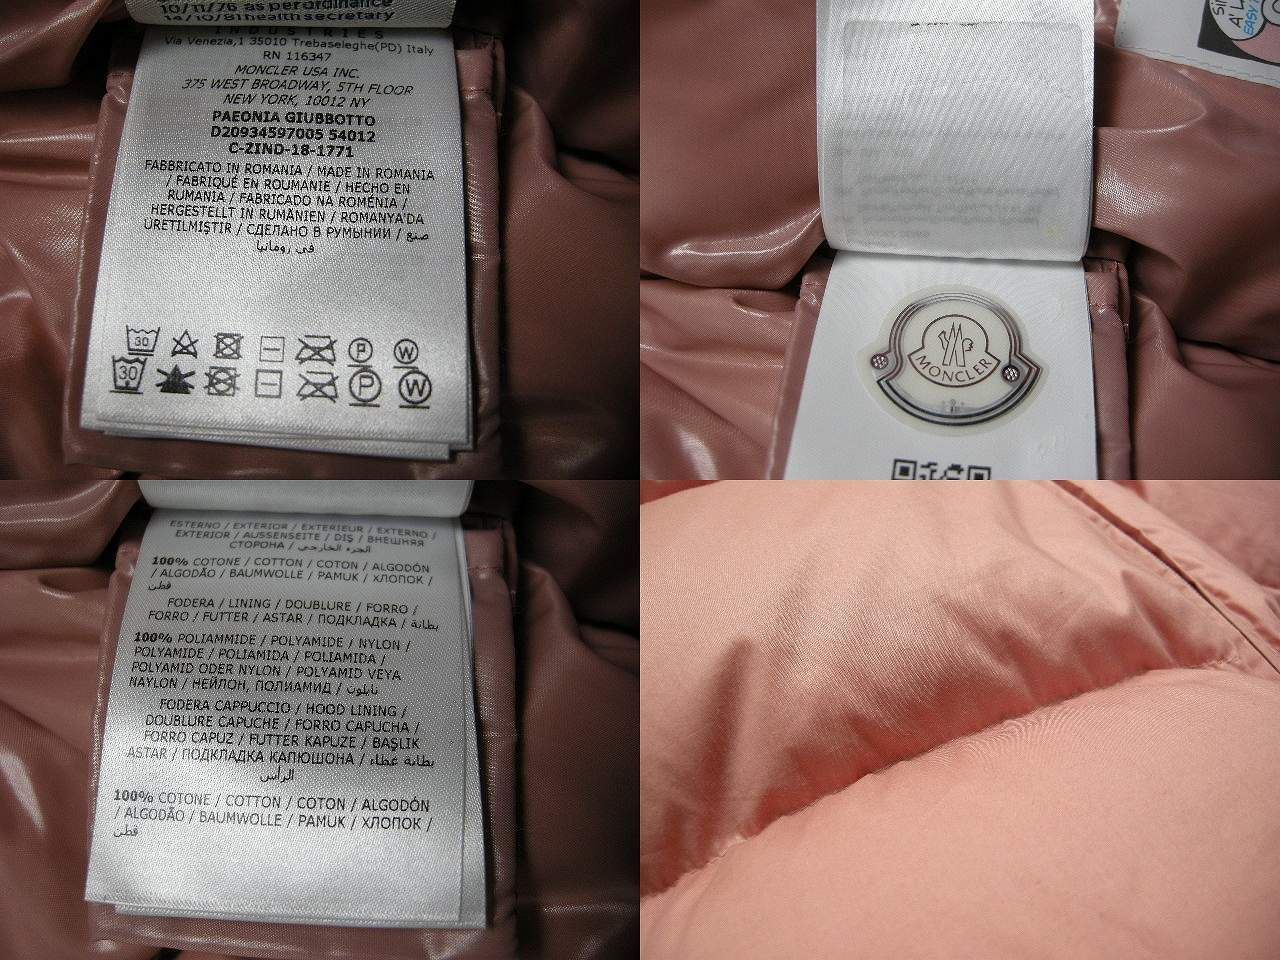 10/11/76 as per ordinance
14/10/81 health secretary
INDUSTRIES
Via Venezia,1 35010 Trebaseleghe(PD) Italy
RN 116347
MONCLER USA INC.
375 WEST BROADWAY, 5TH FLOOR
NEW YORK, 10012 NY
PAEONIA GIUBBOTTO
D20934597005 54012
C-ZIND-18-1771
FABBRICATO IN ROMANIA / MADE IN ROMANIA
/ FABRIQUÉ EN ROUMANIE / HECHO EN
RUMANIA / FABRICADO NA ROMÉNIA /
HERGESTELLT IN RUMÄNIEN / ROMANYA'DA
ÜRETILMIŞTIR / СДЕЛАНО В РУМЫНИИ / صنع
في رومانيا
30
P W
30
P W
EASY
MONCLER
ESTERNO / EXTERIOR / EXTERIEUR / EXTERNO /
EXTERIOR / AUSSENSEITE / DIŞ / ВНЕШНЯЯ
СТОРОНА / الجزء الخارجي
100% COTONE / COTTON / COTON / ALGODÓN
/ ALGODÃO / BAUMWOLLE / PAMUK / ХЛОПОК /
قطن
FODERA / LINING / DOUBLURE / FORRO /
FORRO / FUTTER / ASTAR / ПОДКЛАДКА / بطانة
100% POLIAMMIDE / POLYAMIDE / NYLON /
POLYAMIDE / POLIAMIDA / POLIAMIDA /
POLYAMID ODER NYLON / POLYAMID VEYA
NAYLON / НЕЙЛОН, ПОЛИАМИД / نايلون
FODERA CAPPUCCIO / HOOD LINING /
DOUBLURE CAPUCHE / FORRO CAPUCHA /
FORRO CAPUZ / FUTTER KAPUZE / BAŞLIK
ASTAR / ПОДКЛАДКА КАПЮШОНА / بطانة غطاء
الرأس
100% COTONE / COTTON / COTON / ALGODÓN
/ ALGODÃO / BAUMWOLLE / PAMUK / ХЛОПОК /
قطن